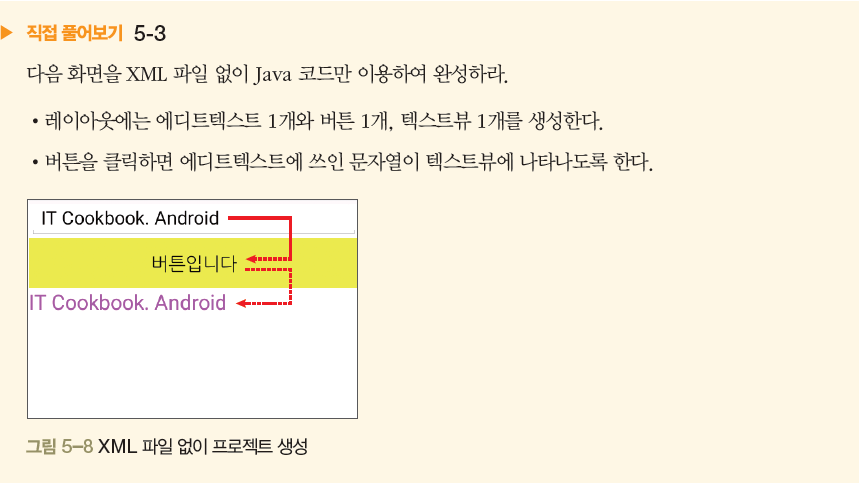 ▶ 직접 풀어보기 5-3
다음 화면을 XML 파일 없이 Java 코드만 이용하여 완성하라.
• 레이아웃에는 에디트텍스트 1개와 버튼 1개, 텍스트뷰 1개를 생성한다.
• 버튼을 클릭하면 에디트텍스트에 쓰인 문자열이 텍스트뷰에 나타나도록 한다.
IT Cookbook. Android
버튼입니다
IT Cookbook. Android
그림 5-8 XML 파일 없이 프로젝트 생성